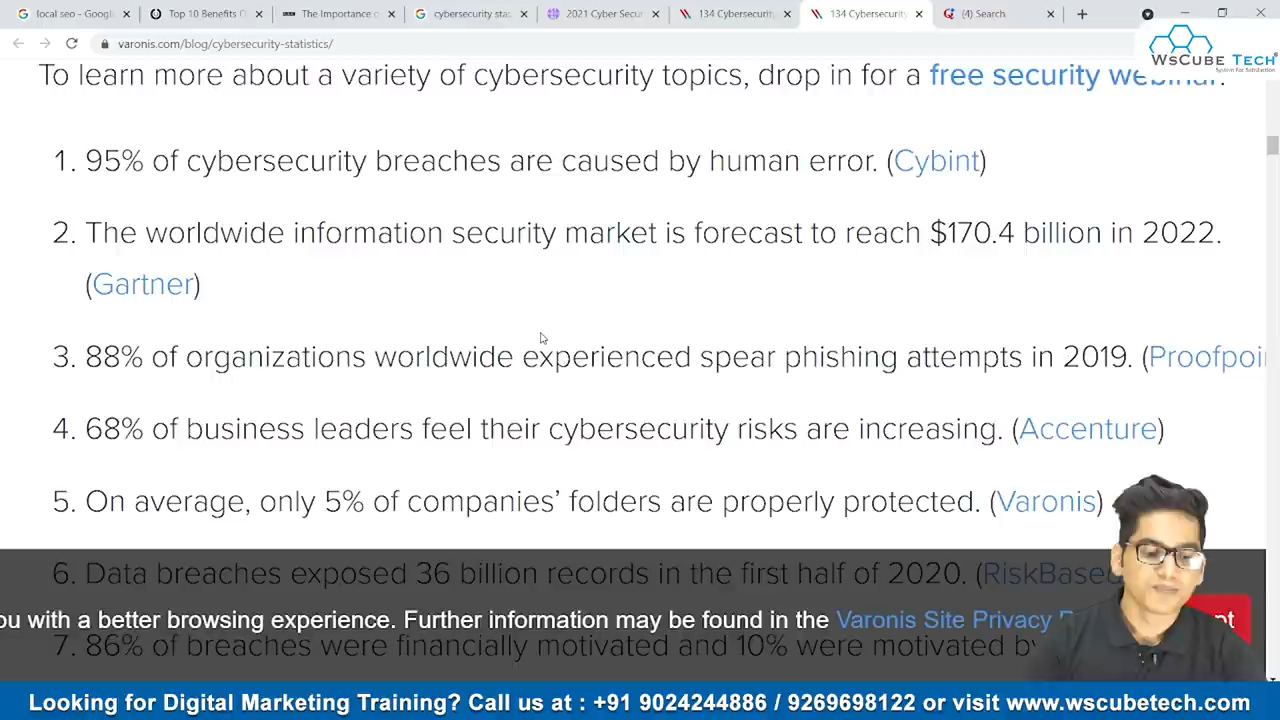 local seo - Googl
Top 10 Benefits O
The Importance o
cybersecurity stat
2021 Cyber Secur
134 Cybersecurity
134 Cybersecurity
(4) Search
varonis.com/blog/cybersecurity-statistics/
WsCube Tech
System For Satisfaction
To learn more about a variety of cybersecurity topics, drop in for a free security webinar.
1. 95% of cybersecurity breaches are caused by human error. (Cybint)
2. The worldwide information security market is forecast to reach $170.4 billion in 2022.
(Gartner)
3. 88% of organizations worldwide experienced spear phishing attempts in 2019. (Proofpoin
4. 68% of business leaders feel their cybersecurity risks are increasing. (Accenture)
5. On average, only 5% of companies' folders are properly protected. (Varonis)
6. Data breaches exposed 36 billion records in the first half of 2020. (RiskBased
ou with a better browsing experience. Further information may be found in the Varonis Site Privacy P pt
7. 86% of breaches were financially motivated and 10% were motivated by
Looking for Digital Marketing Training? Call us at : +91 9024244886 / 9269698122 or visit www.wscubetech.com